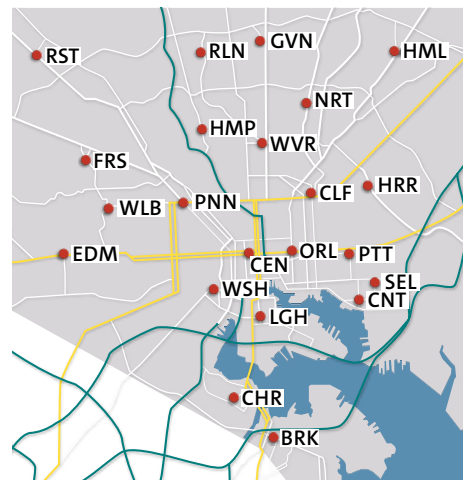 GVN
HML
RLN
RST
NRT
HMP
WVR
FRS
HRR
CLF
PNN
WLB
ORL
EDM
PTT
CEN
SEL
WSH
CNT
LGH
CHR
BRK